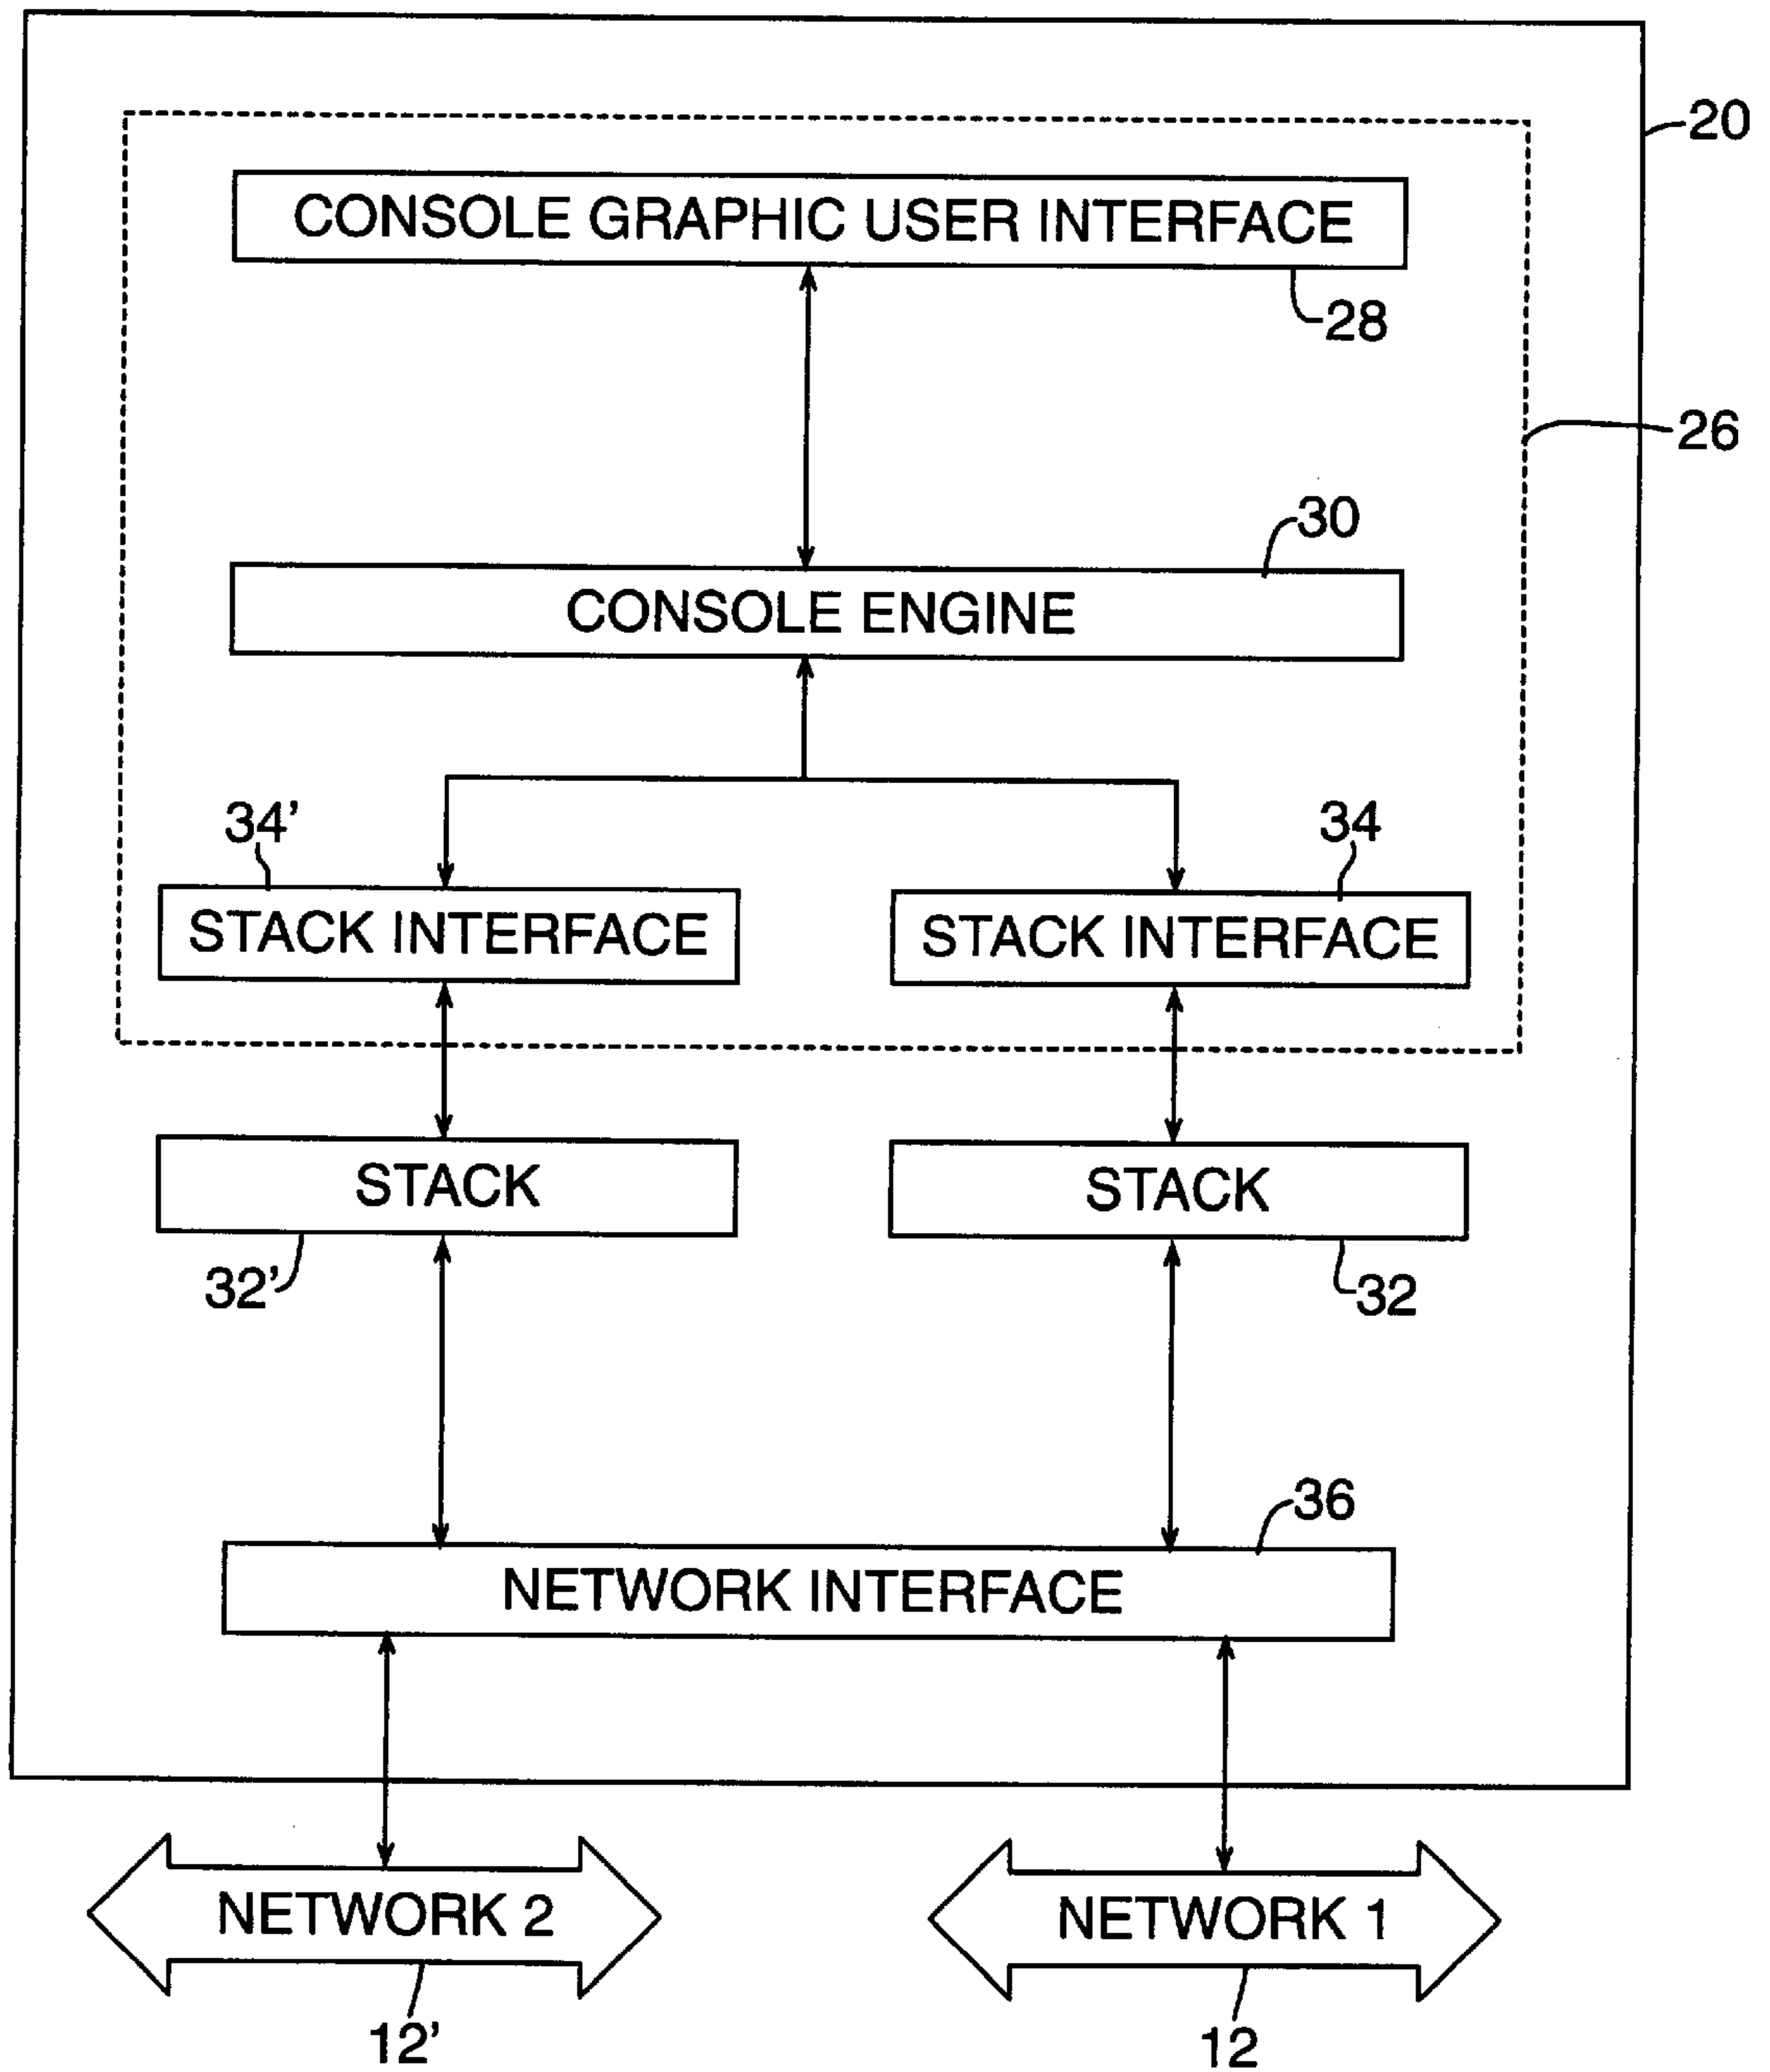 20
CONSOLE GRAPHIC USER INTERFACE
28
26
30
CONSOLE ENGINE
34' 34
STACK INTERFACE STACK INTERFACE
STACK STACK
32' 32
36
NETWORK INTERFACE
NETWORK 2 NETWORK 1
12' 12